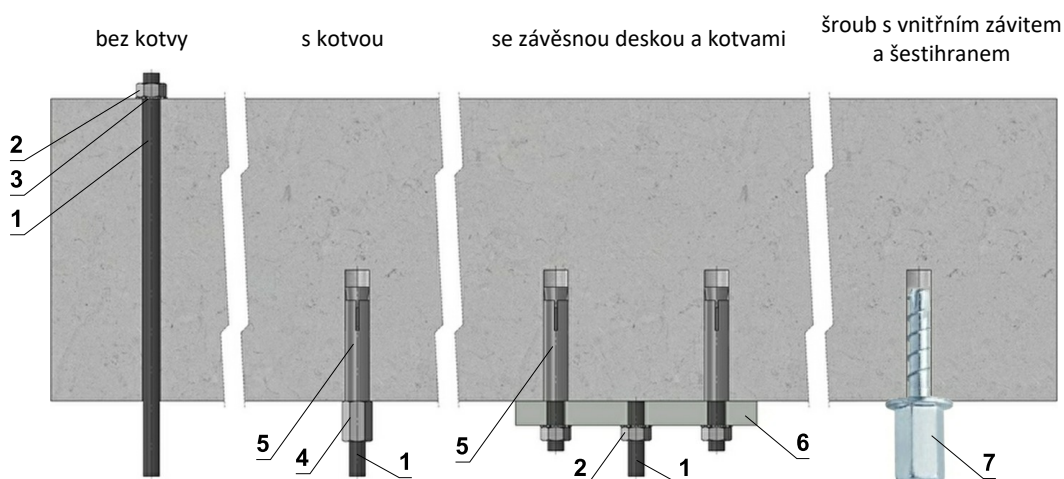 bez kotvy
s kotvou
se závěsnou deskou a kotvami
šroub s vnitřním závitem
a šestihranem
2
3
1
5
4
1
5
2
1
6
7